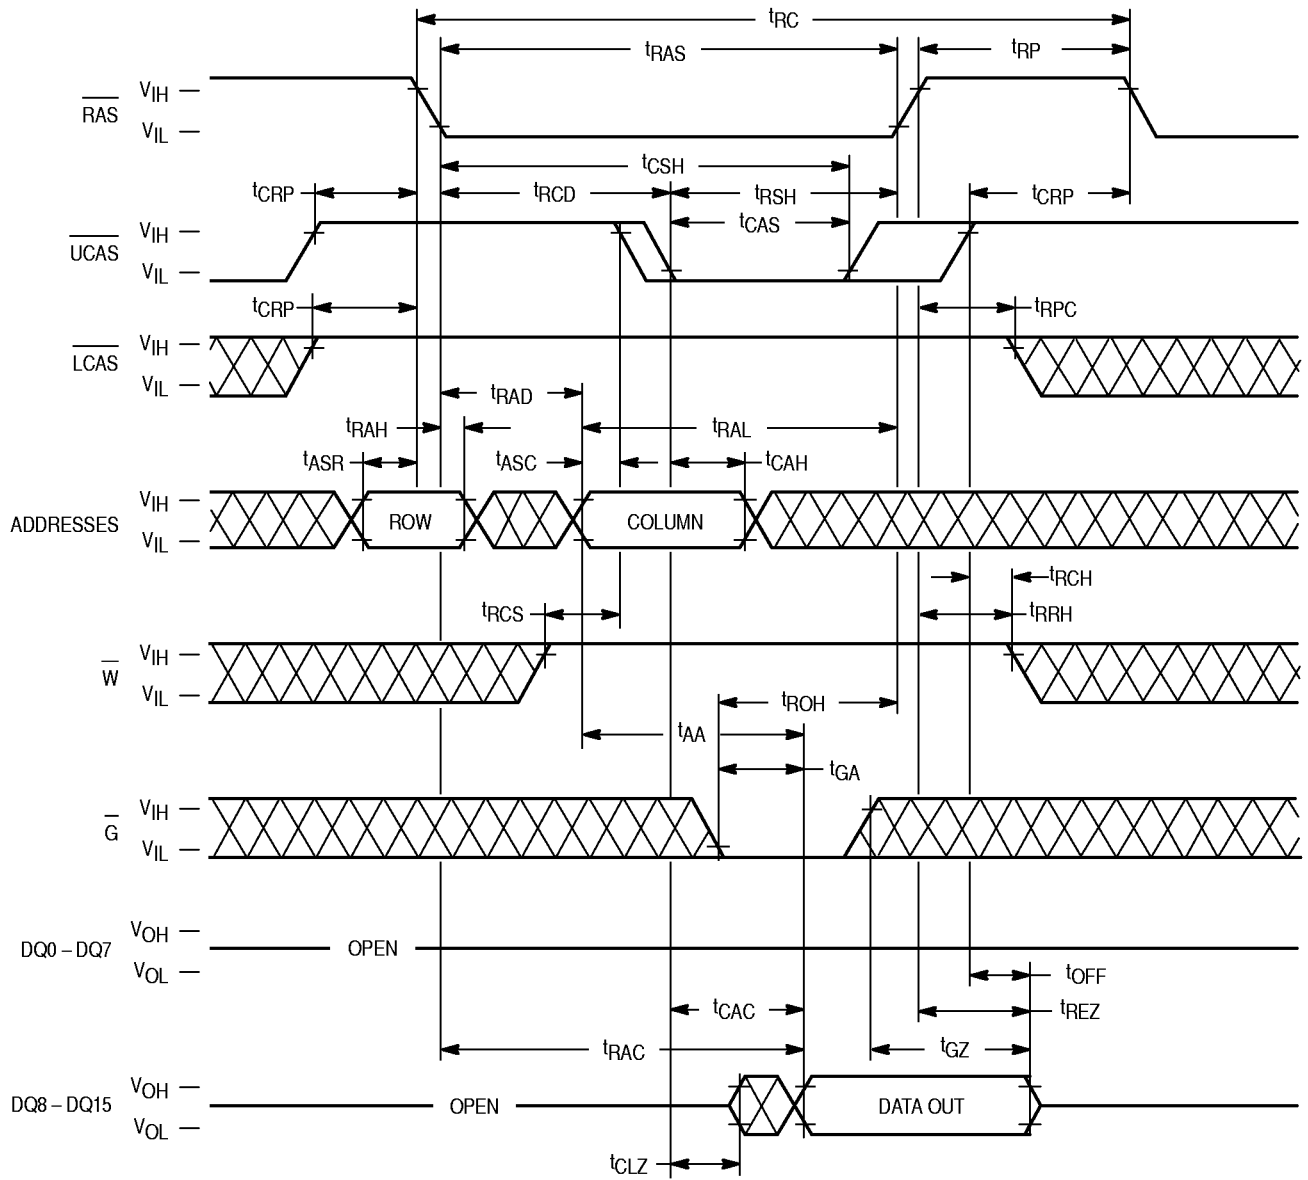 tRC
tRAS tRP
RAS VIH
VIL
tCSH
tCRP tRCD tRSH tCRP
tCAS
UCAS VIH
VIL
tCRP tRPC
LCAS VIH
VIL
tRAD
tRAH tRAL
tASR tASC tCAH
ADDRESSES VIH
VIL
ROW COLUMN
tRCH
tRCS tRRH
W VIH
VIL
tROH
tAA
tGA
G VIH
VIL
DQ0 – DQ7 VOH
VOL
OPEN
tOFF
tCAC tREZ
tRAC tGZ
DQ8 – DQ15 VOH
VOL
OPEN DATA OUT
tCLZ